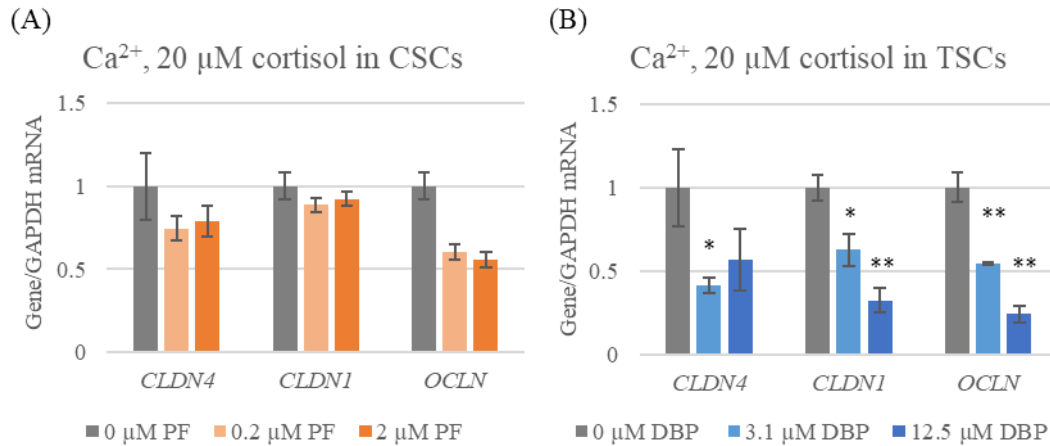 (A)
Ca²⁺, 20 µM cortisol in CSCs
Gene/GAPDH mRNA
1.5
1
0.5
0
CLDN4 CLDN1 OCLN
0 µM PF 0.2 µM PF 2 µM PF
(B)
Ca²⁺, 20 µM cortisol in TSCs
Gene/GAPDH mRNA
1.5
1
0.5
0
* * ** ** **
CLDN4 CLDN1 OCLN
0 µM DBP 3.1 µM DBP 12.5 µM DBP